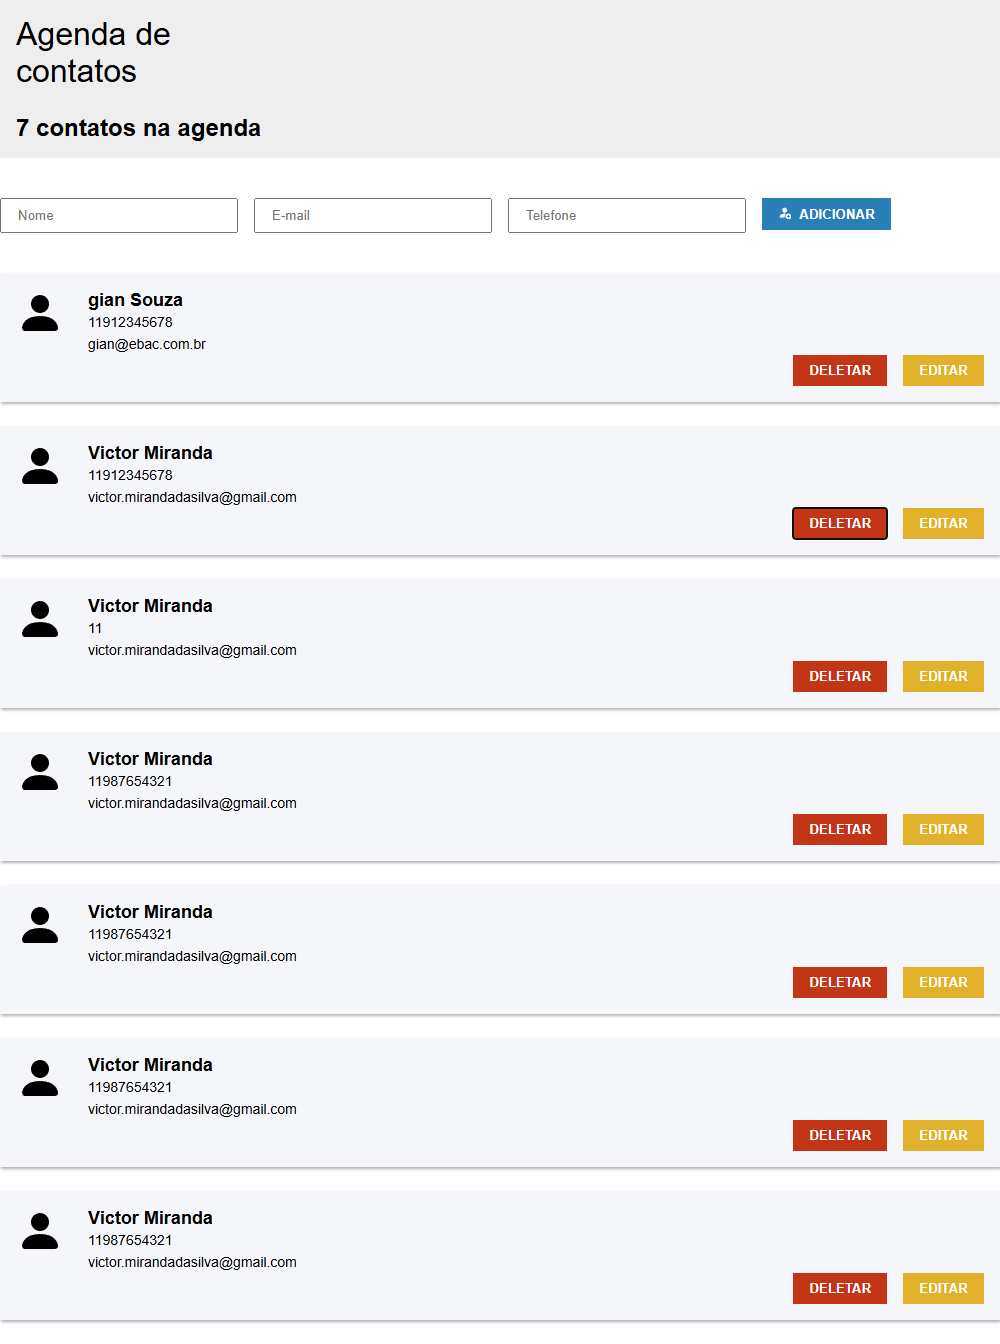 Agenda de
contatos
7 contatos na agenda
Nome E-mail Telefone ADICIONAR
gian Souza
11912345678
gian@ebac.com.br
DELETAR EDITAR
Victor Miranda
11912345678
victor.mirandadasilva@gmail.com
DELETAR EDITAR
Victor Miranda
11
victor.mirandadasilva@gmail.com
DELETAR EDITAR
Victor Miranda
11987654321
victor.mirandadasilva@gmail.com
DELETAR EDITAR
Victor Miranda
11987654321
victor.mirandadasilva@gmail.com
DELETAR EDITAR
Victor Miranda
11987654321
victor.mirandadasilva@gmail.com
DELETAR EDITAR
Victor Miranda
11987654321
victor.mirandadasilva@gmail.com
DELETAR EDITAR